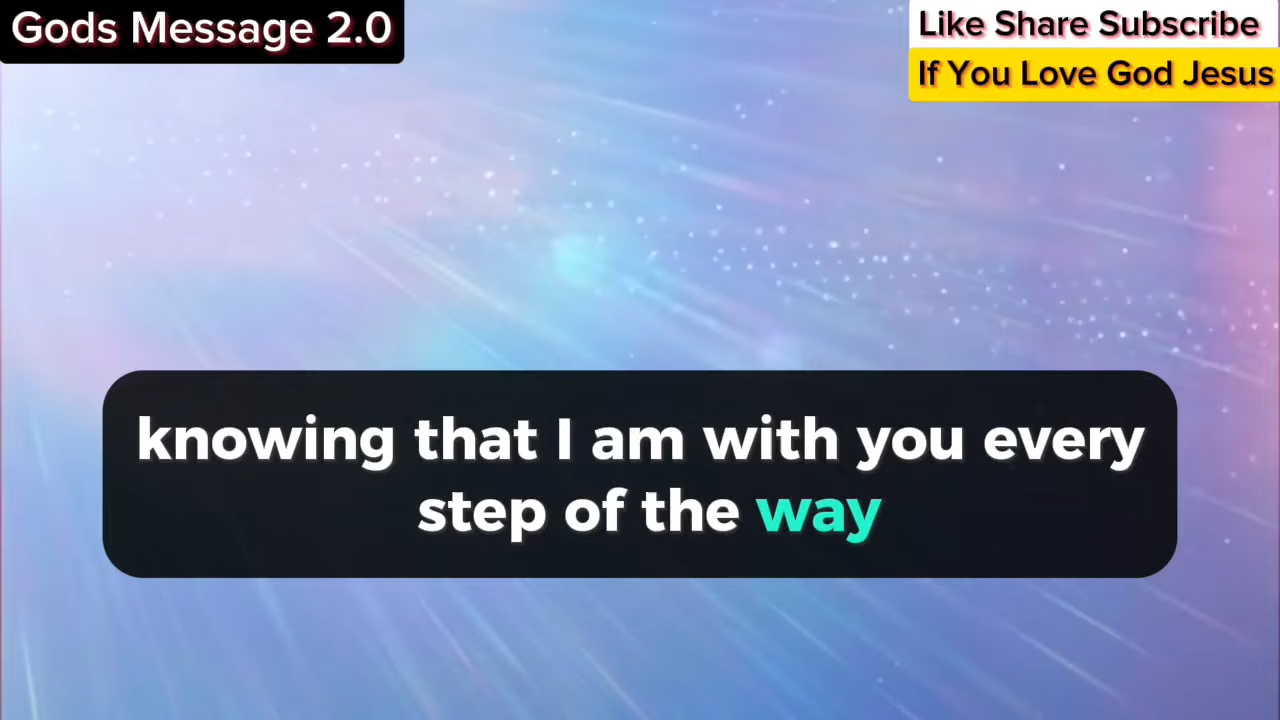 Gods Message 2.0
Like Share Subscribe
If You Love God Jesus
knowing that I am with you every
step of the way